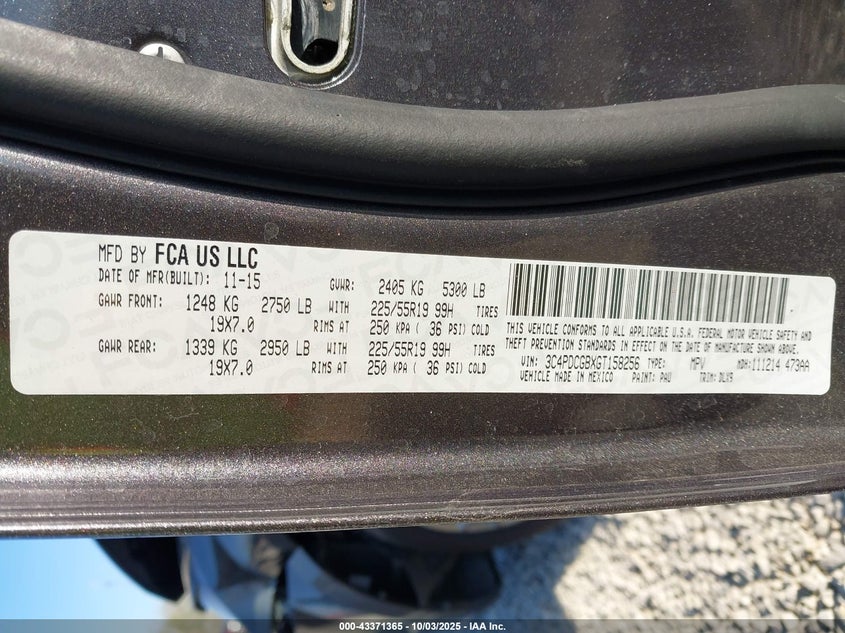 MFD BY FCA US LLC
DATE OF MFR(BUILT): 11-15 GVWR: 2405 KG 5300 LB
GAWR FRONT: 1248 KG 2750 LB WITH 225/55R19 99H TIRES
19X7.0 RIMS AT 250 KPA ( 36 PSI) COLD
GAWR REAR: 1339 KG 2950 LB WITH 225/55R19 99H TIRES
19X7.0 RIMS AT 250 KPA ( 36 PSI) COLD
THIS VEHICLE CONFORMS TO ALL APPLICABLE U.S.A. FEDERAL MOTOR VEHICLE SAFETY AND
THEFT PREVENTION STANDARDS IN EFFECT ON THE DATE OF MANUFACTURE SHOWN ABOVE.
VIN: 3C4PDCGBXGT158256 TYPE: MPV MDH: 111214 473AA
VEHICLE MADE IN MEXICO PAINT: PAU TRIM: DLX9
000-43371365 - 10/03/2025 - IAA Inc.